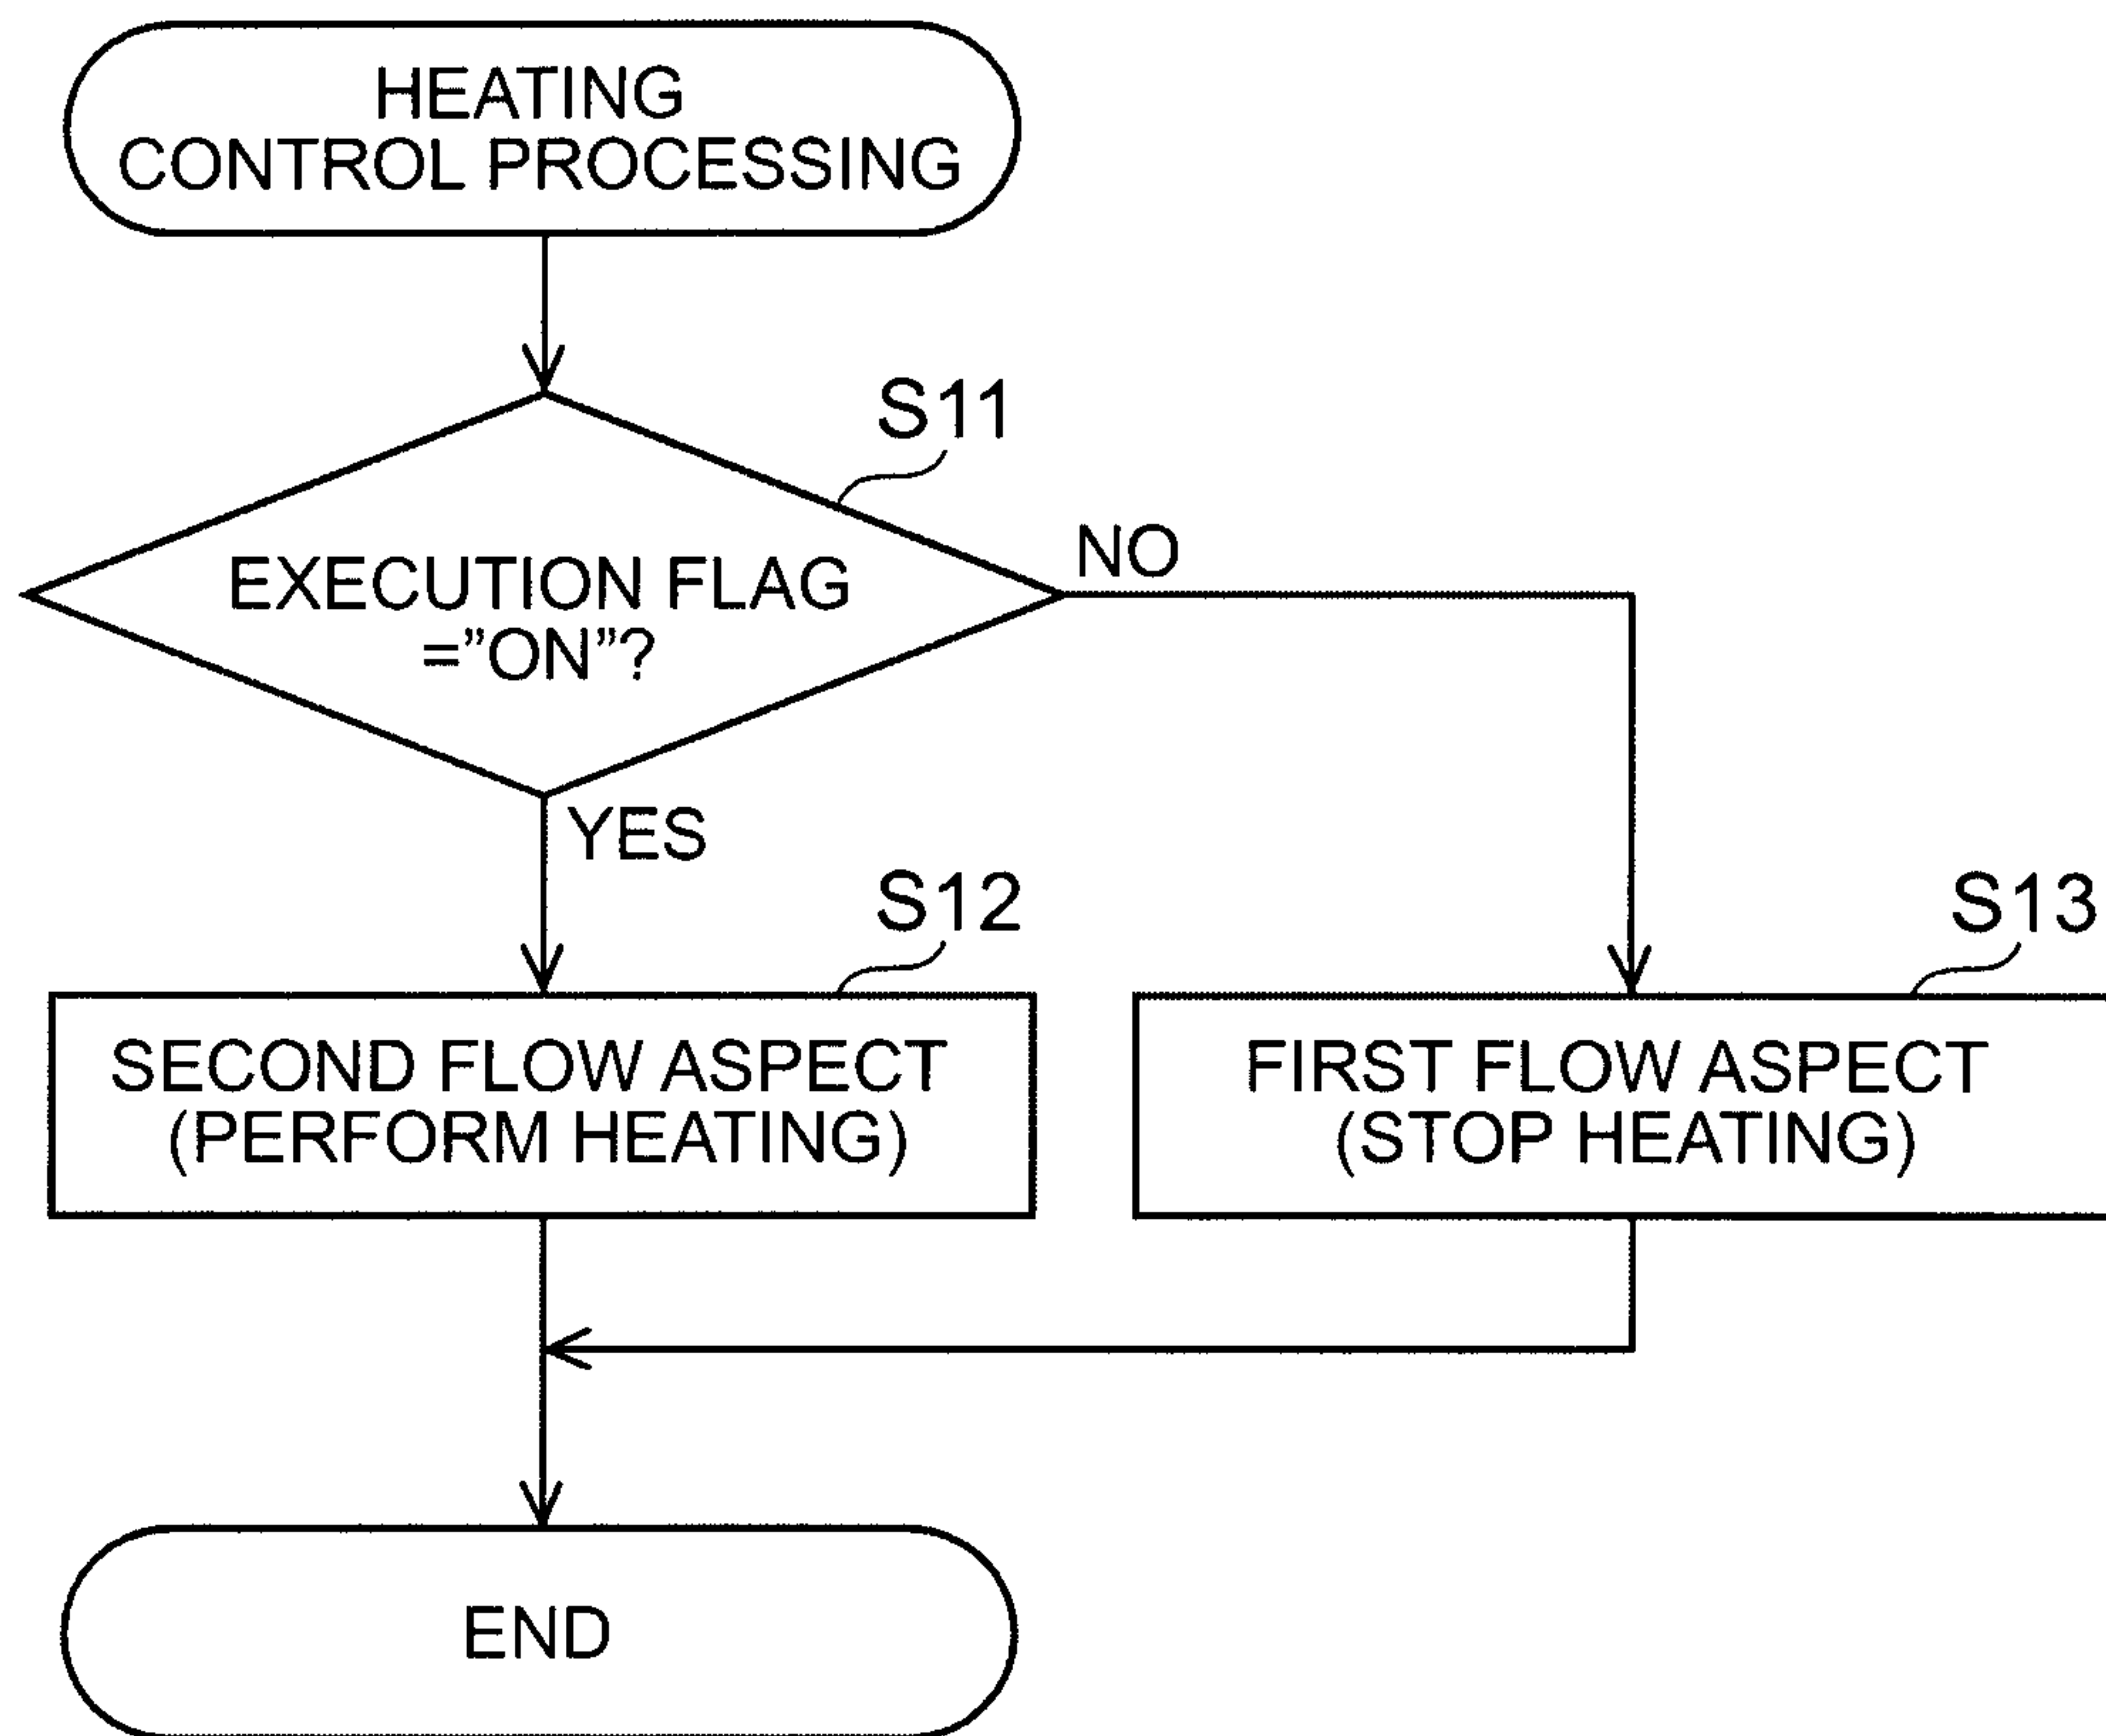 HEATING
CONTROL PROCESSING
S11
EXECUTION FLAG
=”ON”?
NO
YES
S12
SECOND FLOW ASPECT
(PERFORM HEATING)
S13
FIRST FLOW ASPECT
(STOP HEATING)
END